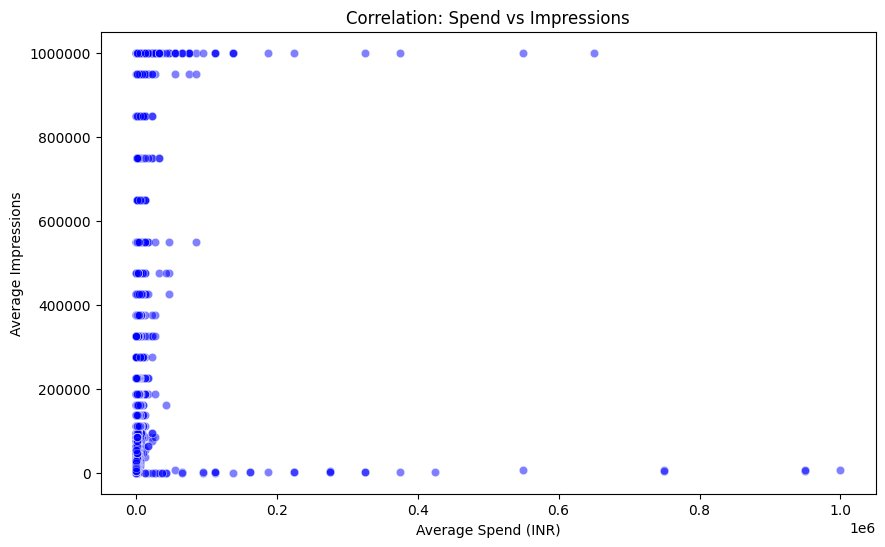 Correlation: Spend vs Impressions
1000000
800000
600000
400000
200000
0
Average Impressions
0.0 0.2 0.4 0.6 0.8 1.0
1e6
Average Spend (INR)